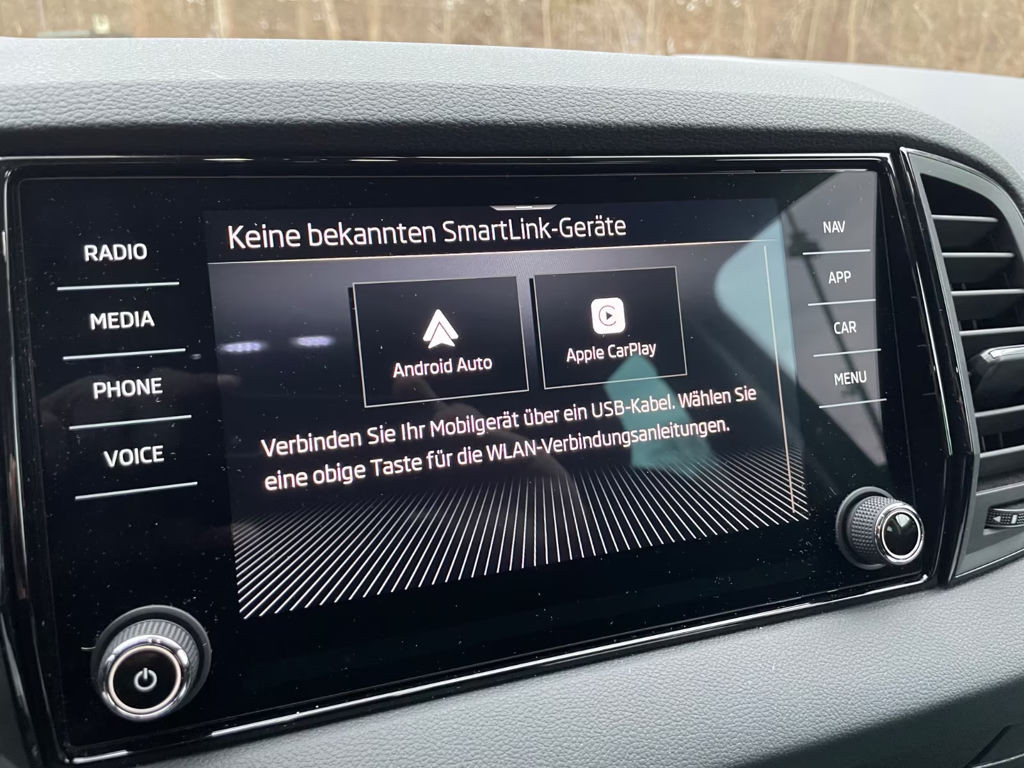 Keine bekannten SmartLink-Geräte
RADIO
MEDIA
PHONE
VOICE
Android Auto
Apple CarPlay
Verbinden Sie Ihr Mobilgerät über ein USB-Kabel. Wählen Sie
eine obige Taste für die WLAN-Verbindungsanleitungen.
NAV
APP
CAR
MENU